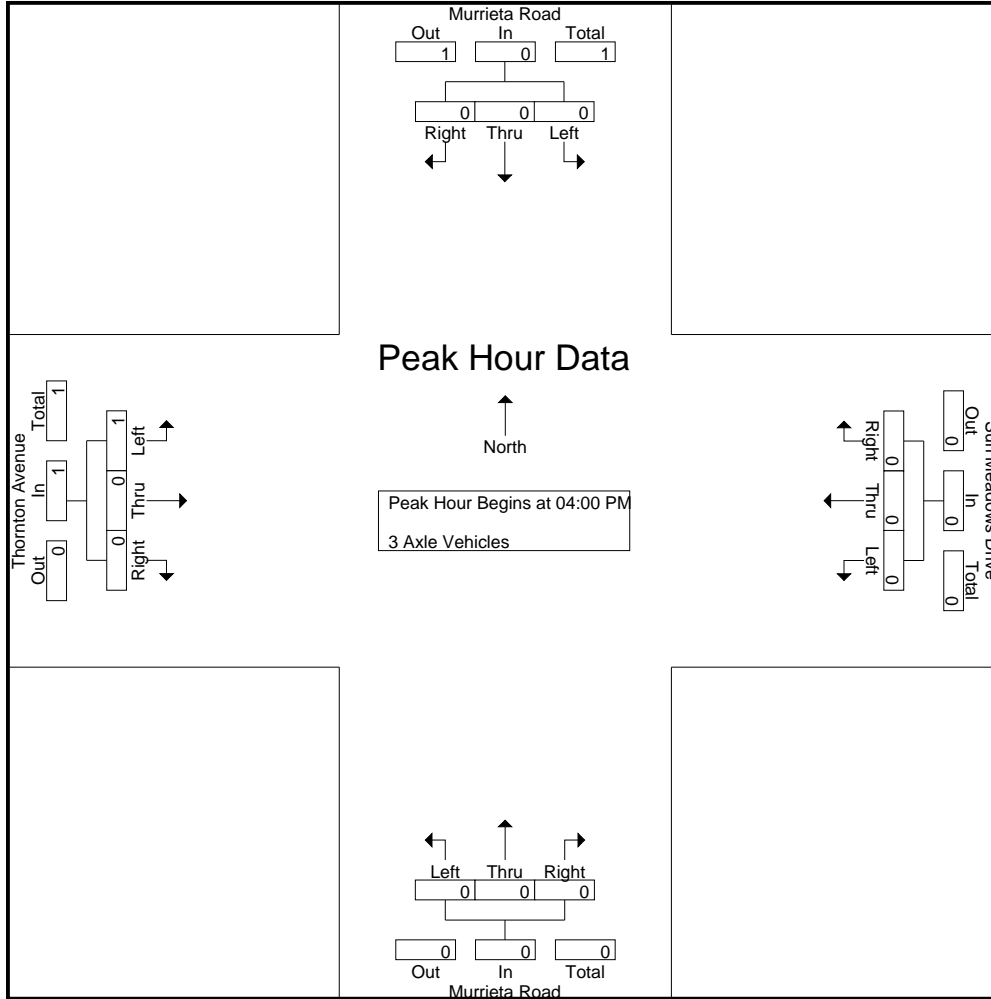 Murrieta Road
Out In Total
1 0 1
0 0 0
Right Thru Left
Peak Hour Data
North
Peak Hour Begins at 04:00 PM
3 Axle Vehicles
Thornton Avenue
Out In Total
0 1 1
1 0 0
Left Thru Right
Out In Total
0 0 0
Right Thru Left
0 0 0
Meadows Drive
Left Thru Right
0 0 0
0 0 0
Out In Total
Murrieta Road